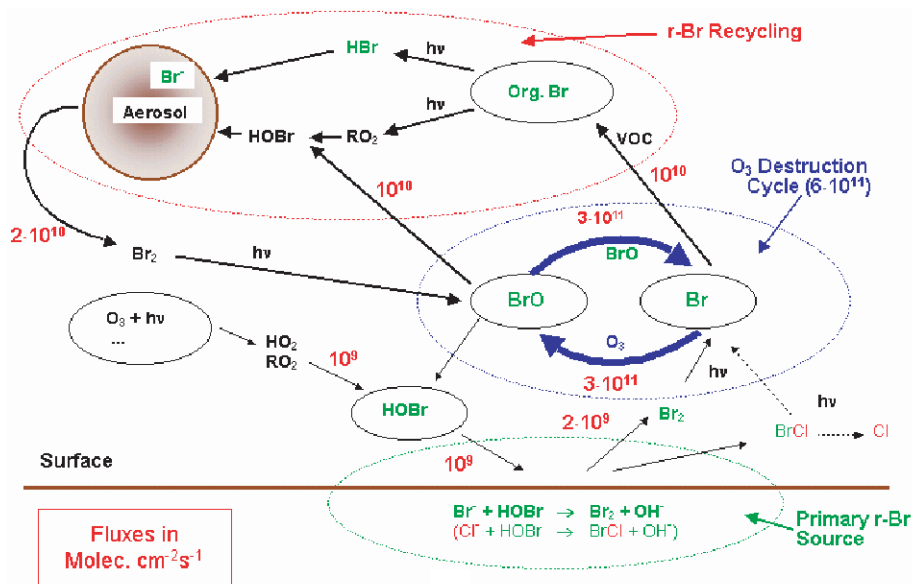 r-Br Recycling
HBr
hν
Br⁻
Aerosol
Org. Br
hν
HOBr
RO₂
VOC
O₃ Destruction
Cycle (6·10¹¹)
10¹⁰
10¹⁰
3·10¹¹
BrO
2·10¹⁰
Br₂
hν
BrO
Br
O₃ + hν
...
HO₂
RO₂
10⁹
O₃
3·10¹¹
hν
HOBr
2·10⁹
Br₂
hν
BrCl
Cl
Surface
10⁹
Br⁻ + HOBr → Br₂ + OH⁻
(Cl⁻ + HOBr → BrCl + OH⁻)
Primary r-Br
Source
Fluxes in
Molec. cm⁻²s⁻¹